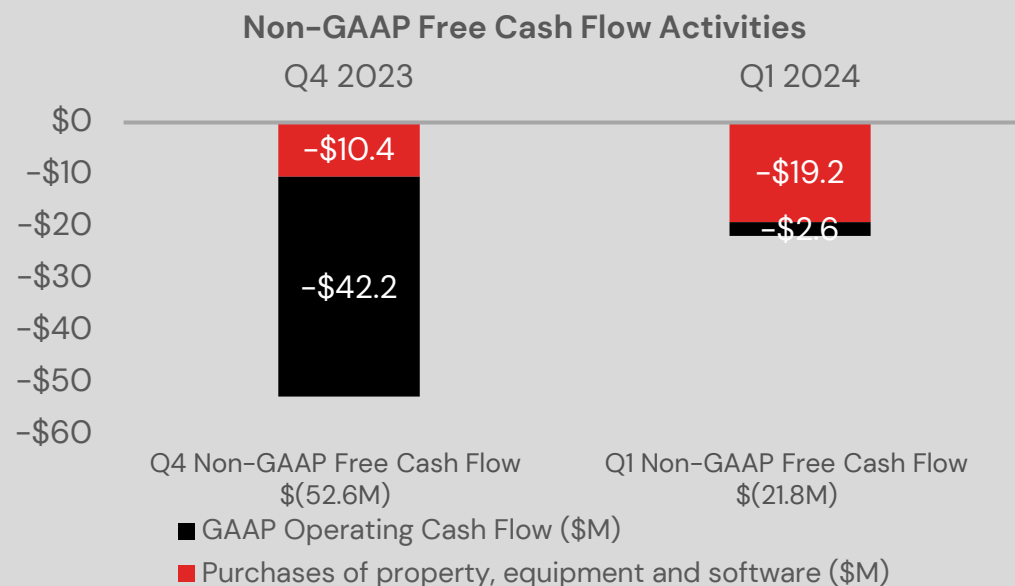 Non-GAAP Free Cash Flow Activities
Q4 2023
Q1 2024
$0
-$10
-$20
-$30
-$40
-$50
-$60
-$10.4
-$42.2
-$19.2
-$2.6
Q4 Non-GAAP Free Cash Flow
$(52.6M)
Q1 Non-GAAP Free Cash Flow
$(21.8M)
GAAP Operating Cash Flow ($M)
Purchases of property, equipment and software ($M)